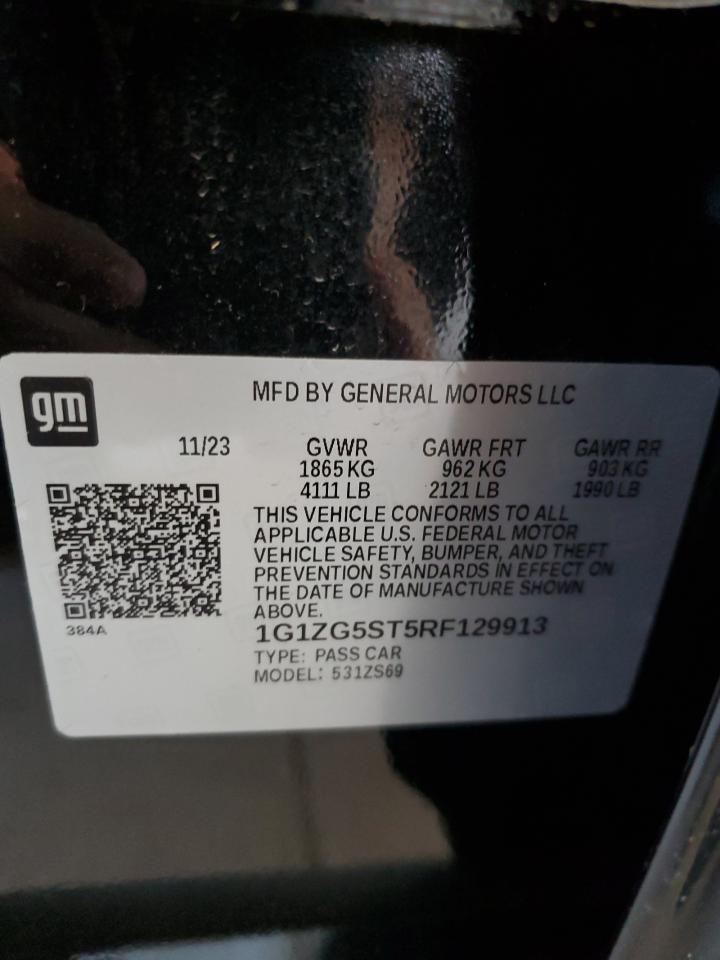 gm
MFD BY GENERAL MOTORS LLC
11/23 GVWR GAWR FRT GAWR RR
1865 KG 962 KG 903 KG
4111 LB 2121 LB 1990 LB
THIS VEHICLE CONFORMS TO ALL
APPLICABLE U.S. FEDERAL MOTOR
VEHICLE SAFETY, BUMPER, AND THEFT
PREVENTION STANDARDS IN EFFECT ON
THE DATE OF MANUFACTURE SHOWN
ABOVE.
384A
1G1ZG5ST5RF129913
TYPE: PASS CAR
MODEL: 531ZS69